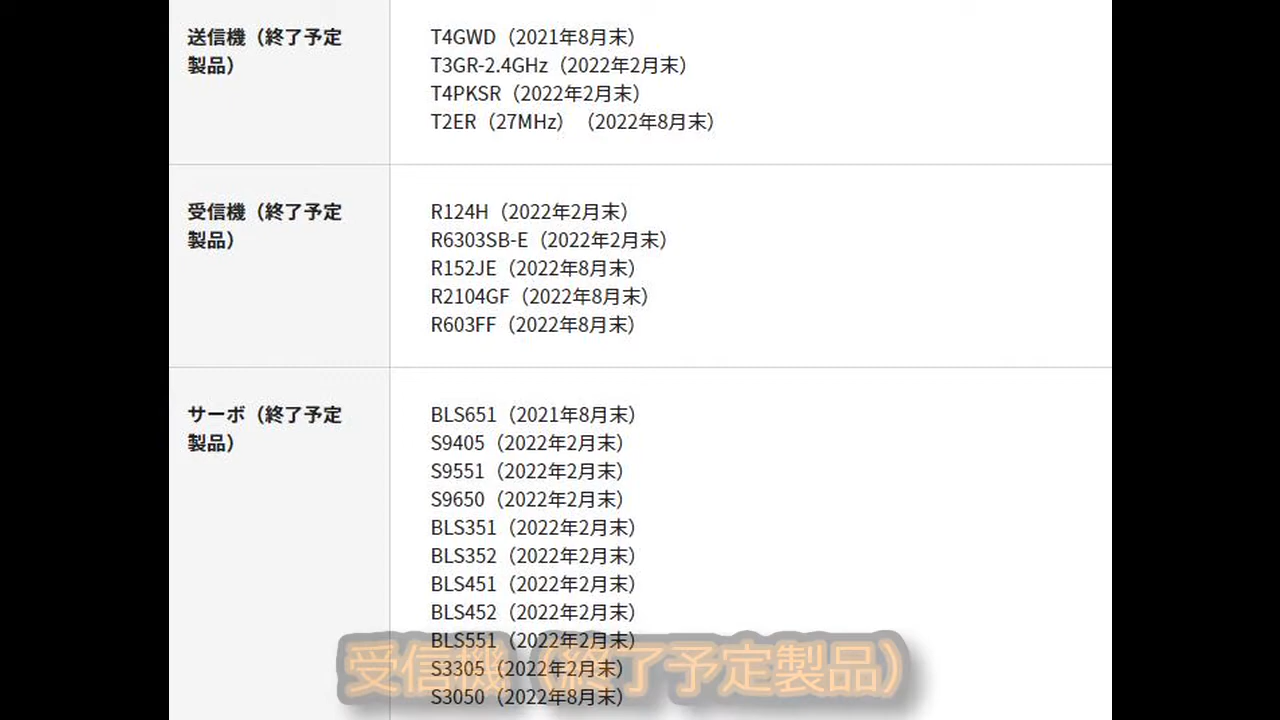 送信機（終了予定
製品）
T4GWD（2021年8月末）
T3GR-2.4GHz（2022年2月末）
T4PKSR（2022年2月末）
T2ER（27MHz）（2022年8月末）
受信機（終了予定
製品）
R124H（2022年2月末）
R6303SB-E（2022年2月末）
R152JE（2022年8月末）
R2104GF（2022年8月末）
R603FF（2022年8月末）
サーボ（終了予定
製品）
BLS651（2021年8月末）
S9405（2022年2月末）
S9551（2022年2月末）
S9650（2022年2月末）
BLS351（2022年2月末）
BLS352（2022年2月末）
BLS451（2022年2月末）
BLS452（2022年2月末）
BLS551（2022年2月末）
S3305（2022年2月末）
S3050（2022年8月末）
受信機（終了予定製品）